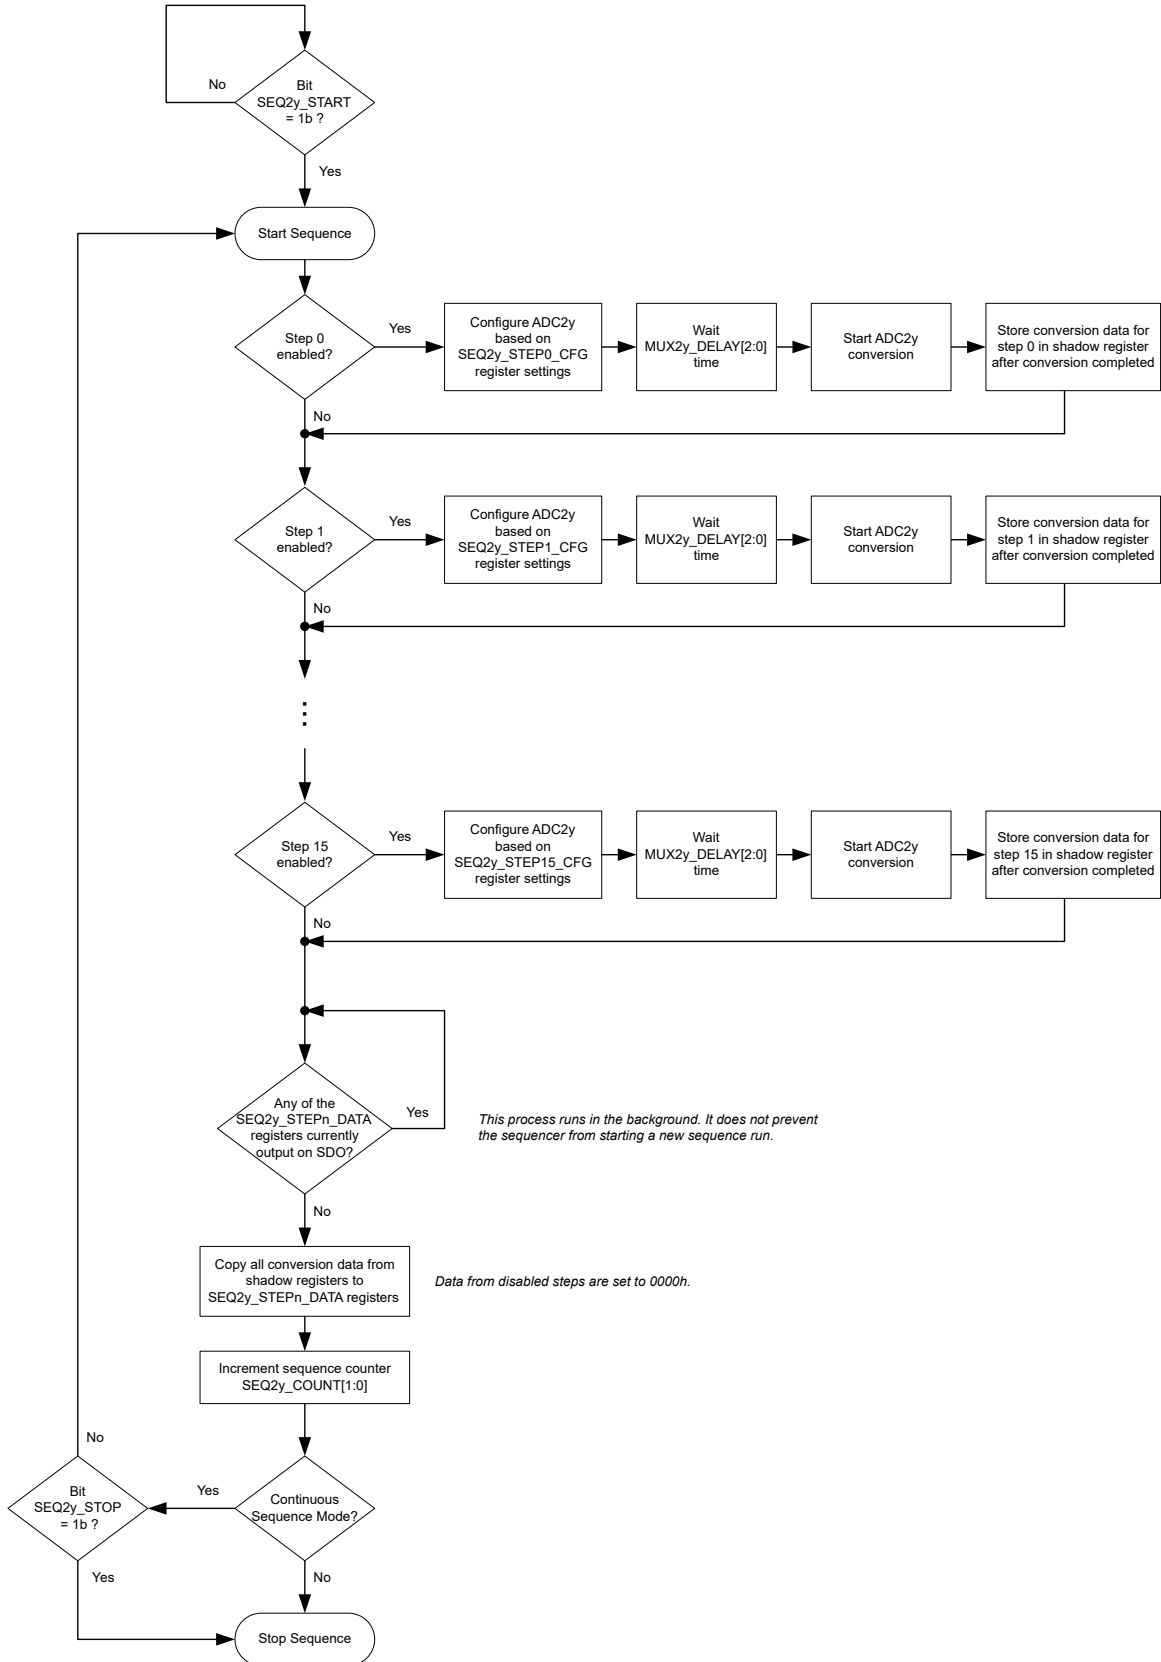 No
Bit
SEQ2y_START
= 1b ?
Yes
Start Sequence
Step 0
enabled?
Yes
Configure ADC2y
based on
SEQ2y_STEP0_CFG
register settings
Wait
MUX2y_DELAY[2:0]
time
Start ADC2y
conversion
Store conversion data for
step 0 in shadow register
after conversion completed
No
Step 1
enabled?
Yes
Configure ADC2y
based on
SEQ2y_STEP1_CFG
register settings
Wait
MUX2y_DELAY[2:0]
time
Start ADC2y
conversion
Store conversion data for
step 1 in shadow register
after conversion completed
No
Step 15
enabled?
Yes
Configure ADC2y
based on
SEQ2y_STEP15_CFG
register settings
Wait
MUX2y_DELAY[2:0]
time
Start ADC2y
conversion
Store conversion data for
step 15 in shadow register
after conversion completed
No
Any of the
SEQ2y_STEPn_DATA
registers currently
output on SDO?
Yes
This process runs in the background. It does not prevent
the sequencer from starting a new sequence run.
No
Copy all conversion data from
shadow registers to
SEQ2y_STEPn_DATA registers
Data from disabled steps are set to 0000h.
Increment sequence counter
SEQ2y_COUNT[1:0]
No
Bit
SEQ2y_STOP
= 1b ?
Yes
Continuous
Sequence Mode?
Yes
No
Stop Sequence